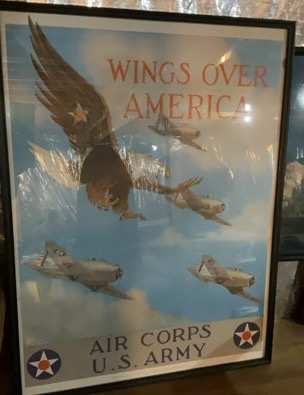 WINGS OVER
AMERICA
AIR CORPS
U.S. ARMY